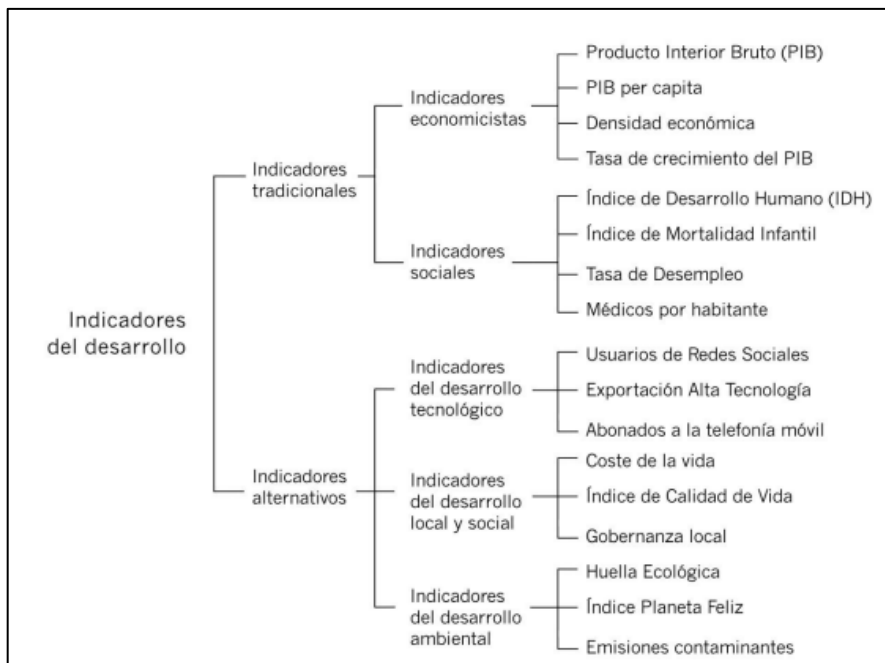 Indicadores
del desarrollo
Indicadores
tradicionales
Indicadores
economicistas
Producto Interior Bruto (PIB)
PIB per capita
Densidad económica
Tasa de crecimiento del PIB
Indicadores
sociales
Índice de Desarrollo Humano (IDH)
Índice de Mortalidad Infantil
Tasa de Desempleo
Médicos por habitante
Indicadores
alternativos
Indicadores
del desarrollo
tecnológico
Usuarios de Redes Sociales
Exportación Alta Tecnología
Abonados a la telefonía móvil
Indicadores
del desarrollo
local y social
Coste de la vida
Índice de Calidad de Vida
Gobernanza local
Indicadores
del desarrollo
ambiental
Huella Ecológica
Índice Planeta Feliz
Emisiones contaminantes